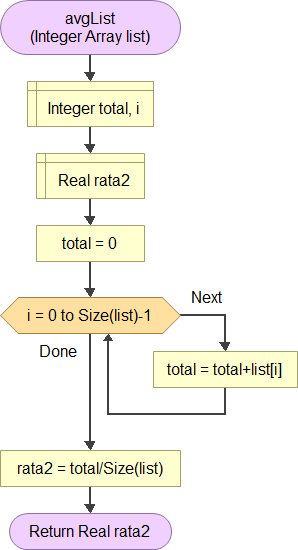 avgList
(Integer Array list)
Integer total, i
Real rata2
total = 0
i = 0 to Size(list)-1
Next
Done
total = total+list[i]
rata2 = total/Size(list)
Return Real rata2